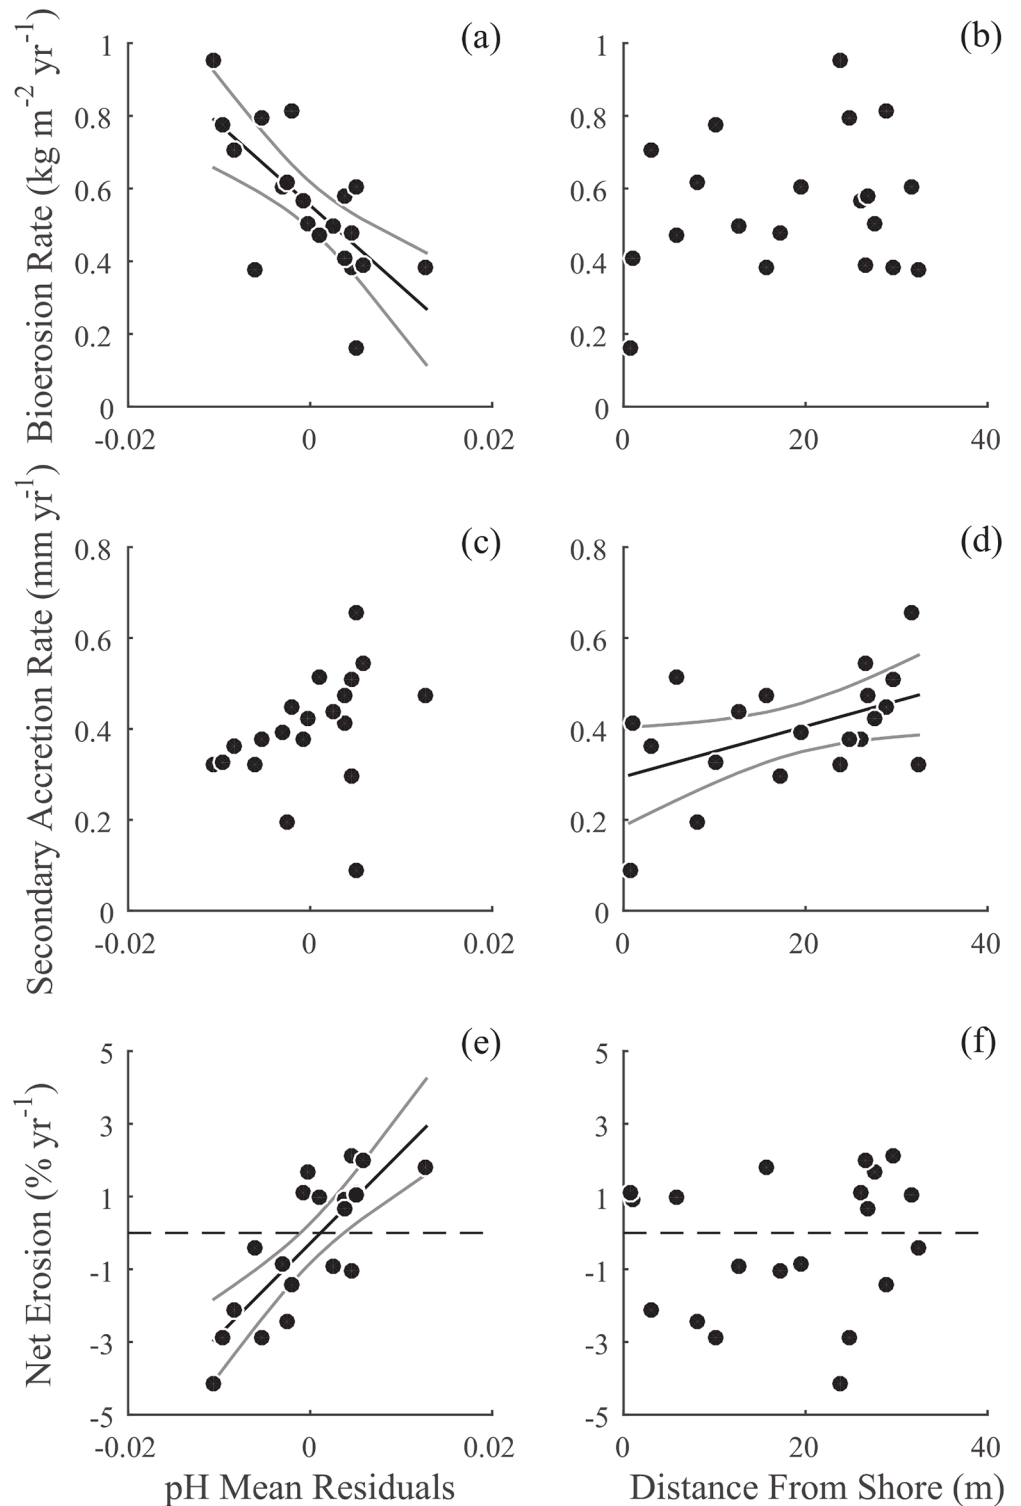 (a)
Bioerosion Rate (kg m⁻² yr⁻¹)
1
0.8
0.6
0.4
0.2
0
-0.02 0 0.02
(b)
1
0.8
0.6
0.4
0.2
0
0 20 40
(c)
Secondary Accretion Rate (mm yr⁻¹)
0.8
0.6
0.4
0.2
0
-0.02 0 0.02
(d)
0.8
0.6
0.4
0.2
0
0 20 40
(e)
Net Erosion (% yr⁻¹)
5
3
1
-1
-3
-5
-0.02 0 0.02
pH Mean Residuals
(f)
5
3
1
-1
-3
-5
0 20 40
Distance From Shore (m)